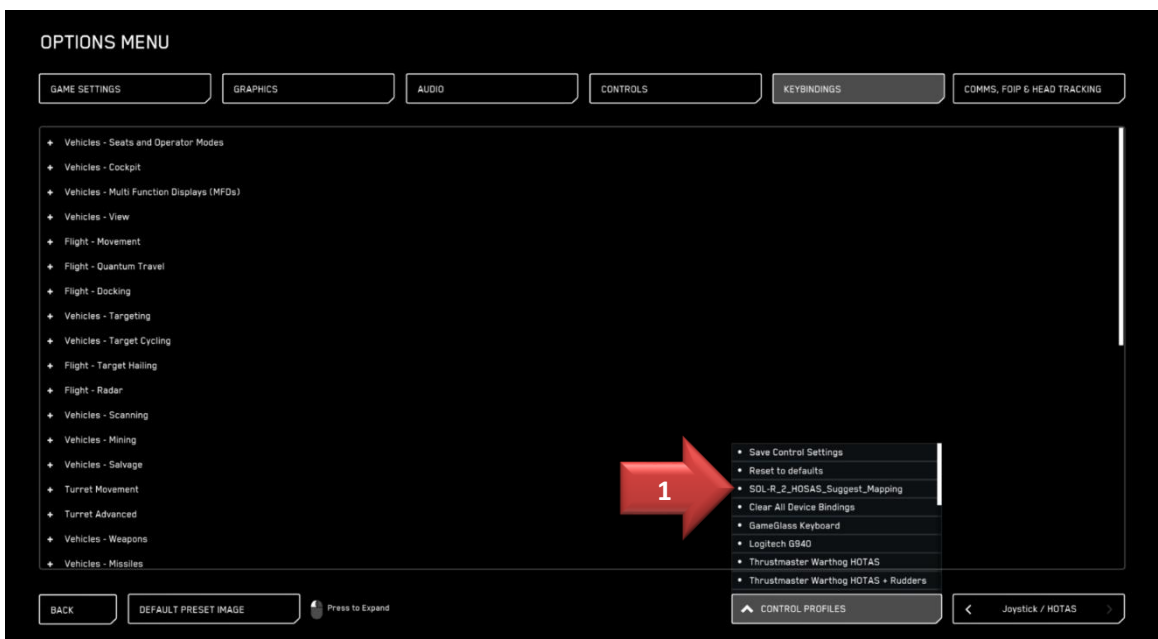 OPTIONS MENU
GAME SETTINGS
GRAPHICS
AUDIO
CONTROLS
KEYBINDINGS
COMMS, FOIP & HEAD TRACKING
+ Vehicles - Seats and Operator Modes
+ Vehicles - Cockpit
+ Vehicles - Multi Function Displays (MFDs)
+ Vehicles - View
+ Flight - Movement
+ Flight - Quantum Travel
+ Flight - Docking
+ Vehicles - Targeting
+ Vehicles - Target Cycling
+ Flight - Target Hailing
+ Flight - Radar
+ Vehicles - Scanning
+ Vehicles - Mining
+ Vehicles - Salvage
+ Turret Movement
+ Turret Advanced
+ Vehicles - Weapons
+ Vehicles - Missiles
1
• Save Control Settings
• Reset to defaults
• SOL-R_2_HOSAS_Suggest_Mapping
• Clear All Device Bindings
• GameGlass Keyboard
• Logitech G940
• Thrustmaster Warthog HOTAS
• Thrustmaster Warthog HOTAS + Rudders
BACK
DEFAULT PRESET IMAGE
Press to Expand
CONTROL PROFILES
< Joystick / HOTAS >